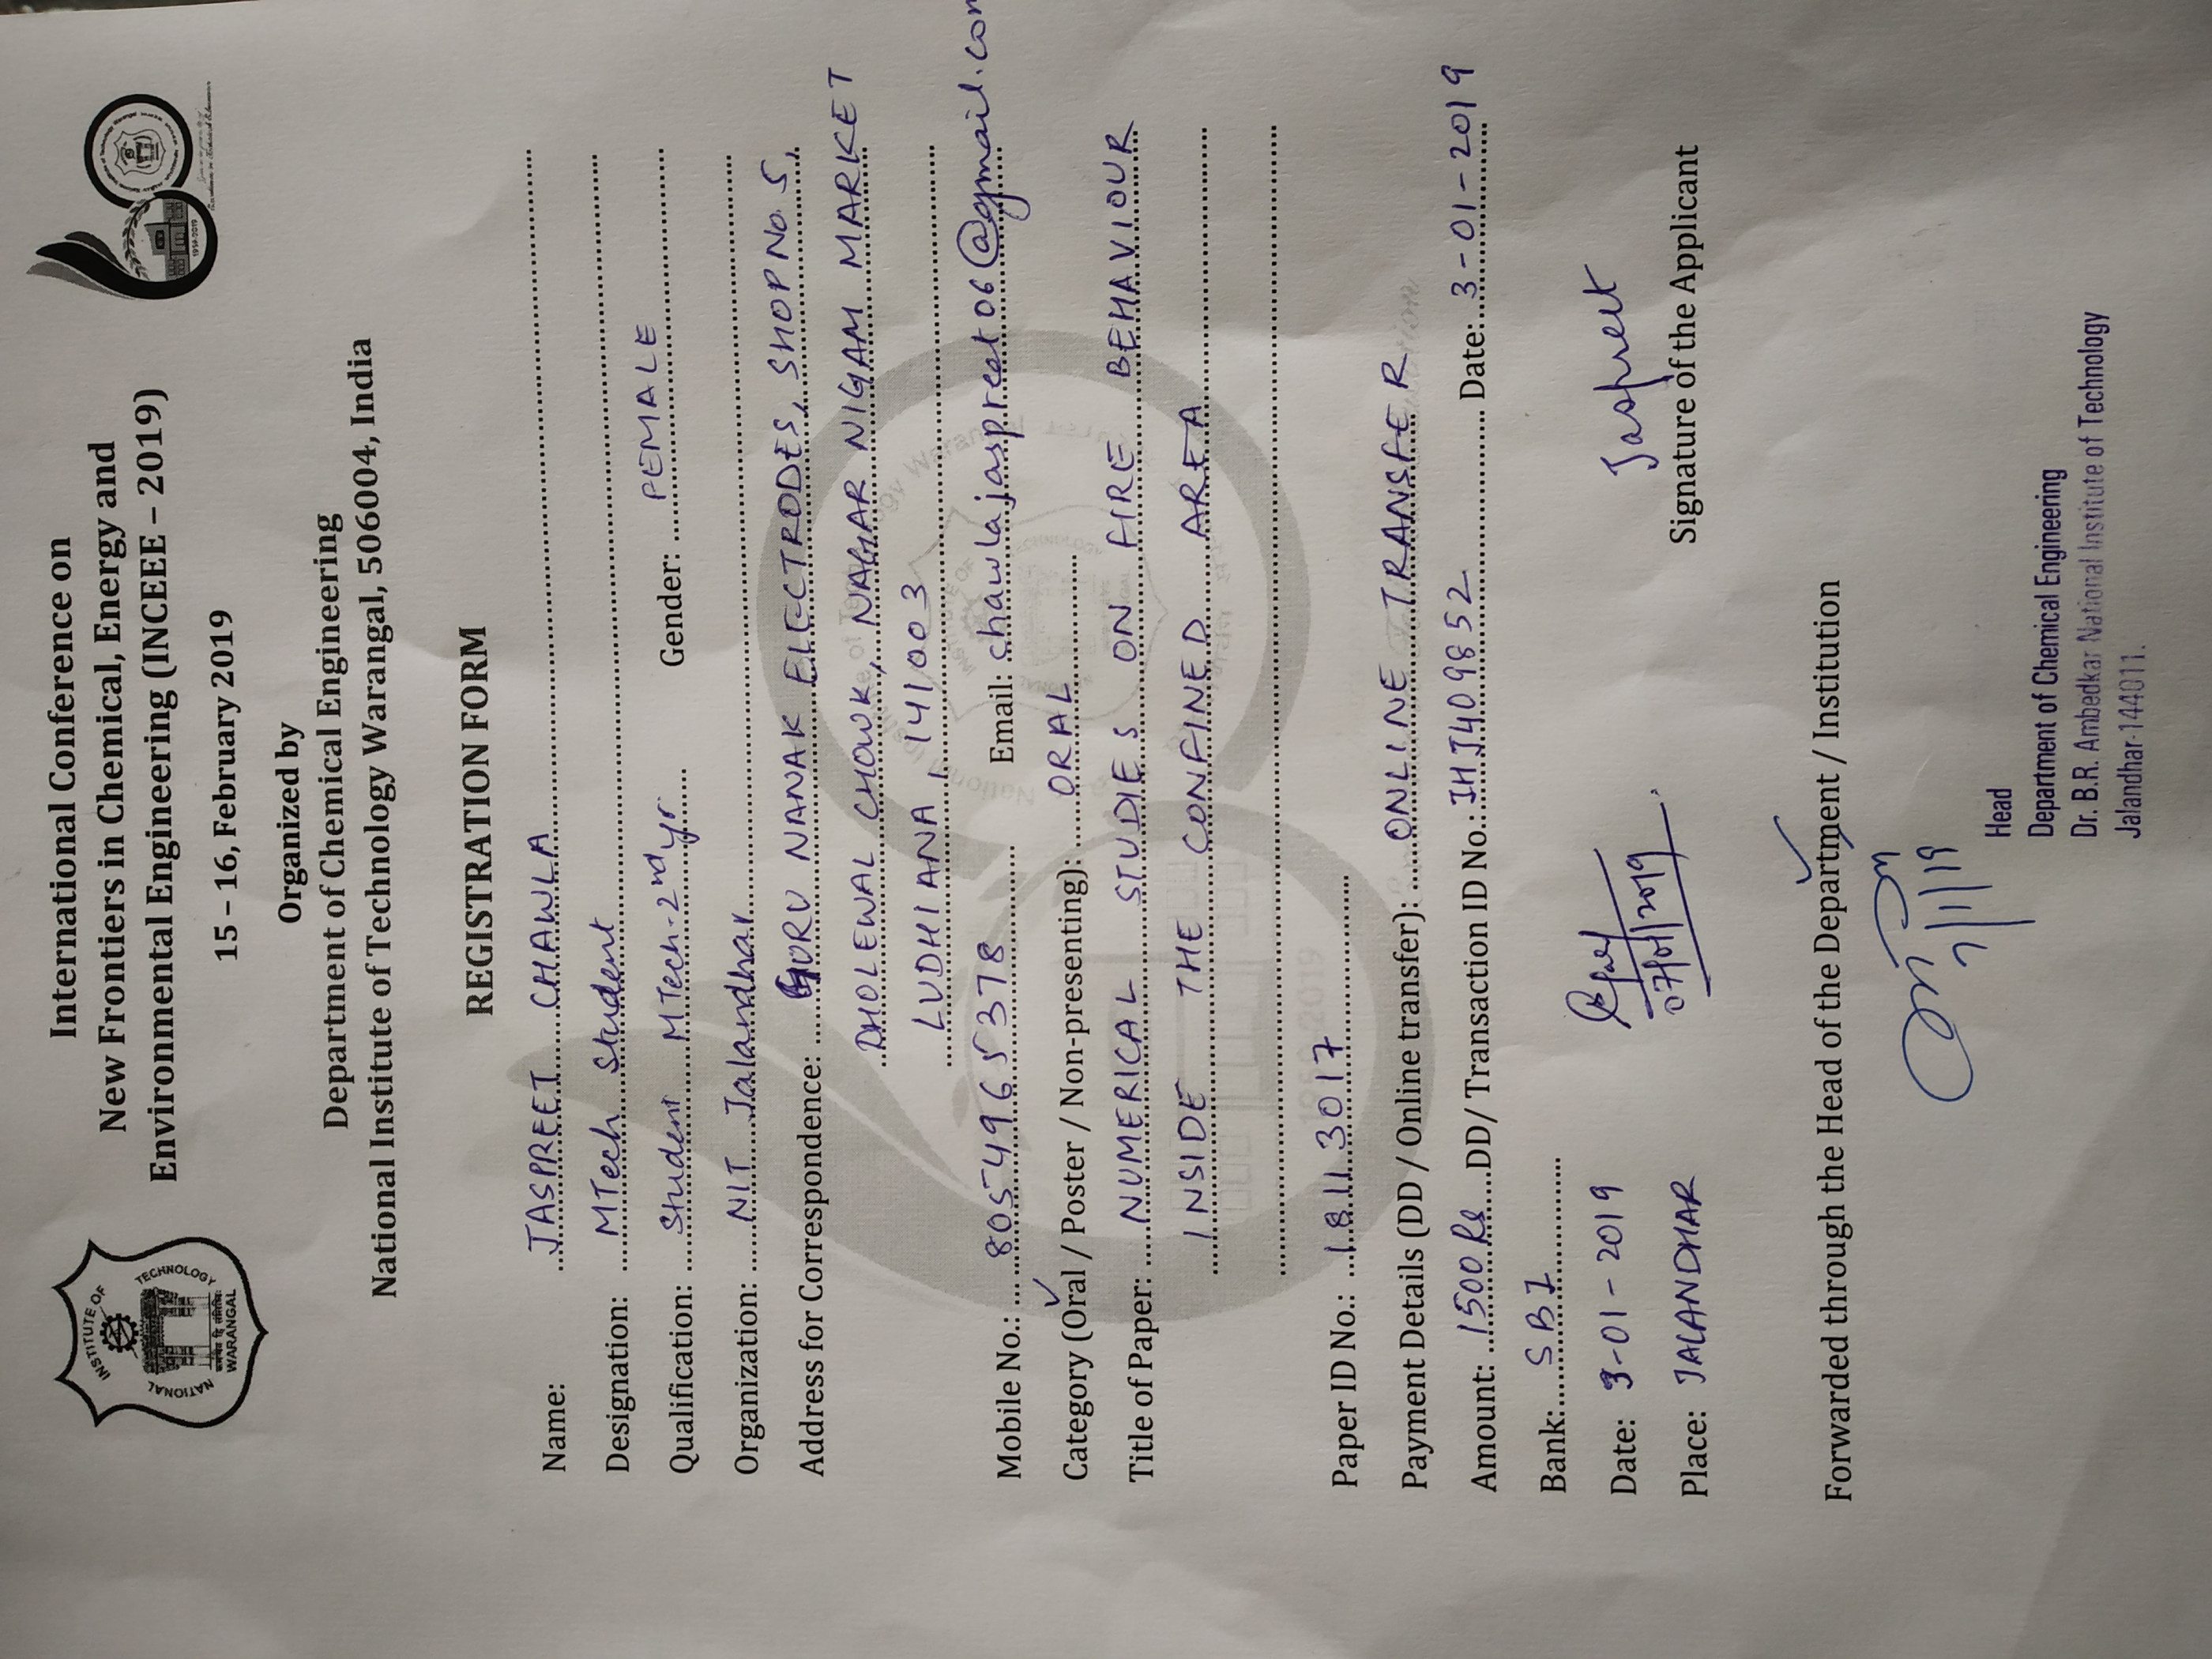 International Conference on
New Frontiers in Chemical, Energy and
Environmental Engineering (INCEEE – 2019)
15 – 16, February 2019
Organized by
Department of Chemical Engineering
National Institute of Technology Warangal, 506004, India
INSTITUTE OF TECHNOLOGY
NATIONAL
WARANGAL
REGISTRATION FORM
Name: JASPREET CHAWLA
Designation: MTech Student
Qualification: Student MTech-2nd yr. Gender: FEMALE
Organization: NIT Jalandhar
Address for Correspondence: GURU NANAK ELECTRODES, SHOP No. 5,
DHOLEWAL CHOWK, NAGAR NIGAM MARKET
LUDHIANA, 141003
Mobile No.: 8054965378 Email: chawlajaspreet06@gmail.com
Category (Oral / Poster / Non-presenting): ORAL
Title of Paper: NUMERICAL STUDIES ON FIRE BEHAVIOUR
INSIDE THE CONFINED AREA
Paper ID No.: 18113017
Payment Details (DD / Online transfer): ONLINE TRANSFER
Amount: 1500 Rs DD/ Transaction ID No.: IHJ409852 Date: 3-01-2019
Bank: SBI
Date: 3-01-2019
Place: JALANDHAR
Jaspreet
Signature of the Applicant
Forwarded through the Head of the Department / Institution
7/1/19
Head
Department of Chemical Engineering
Dr. B.R. Ambedkar National Institute of Technology
Jalandhar-144011.